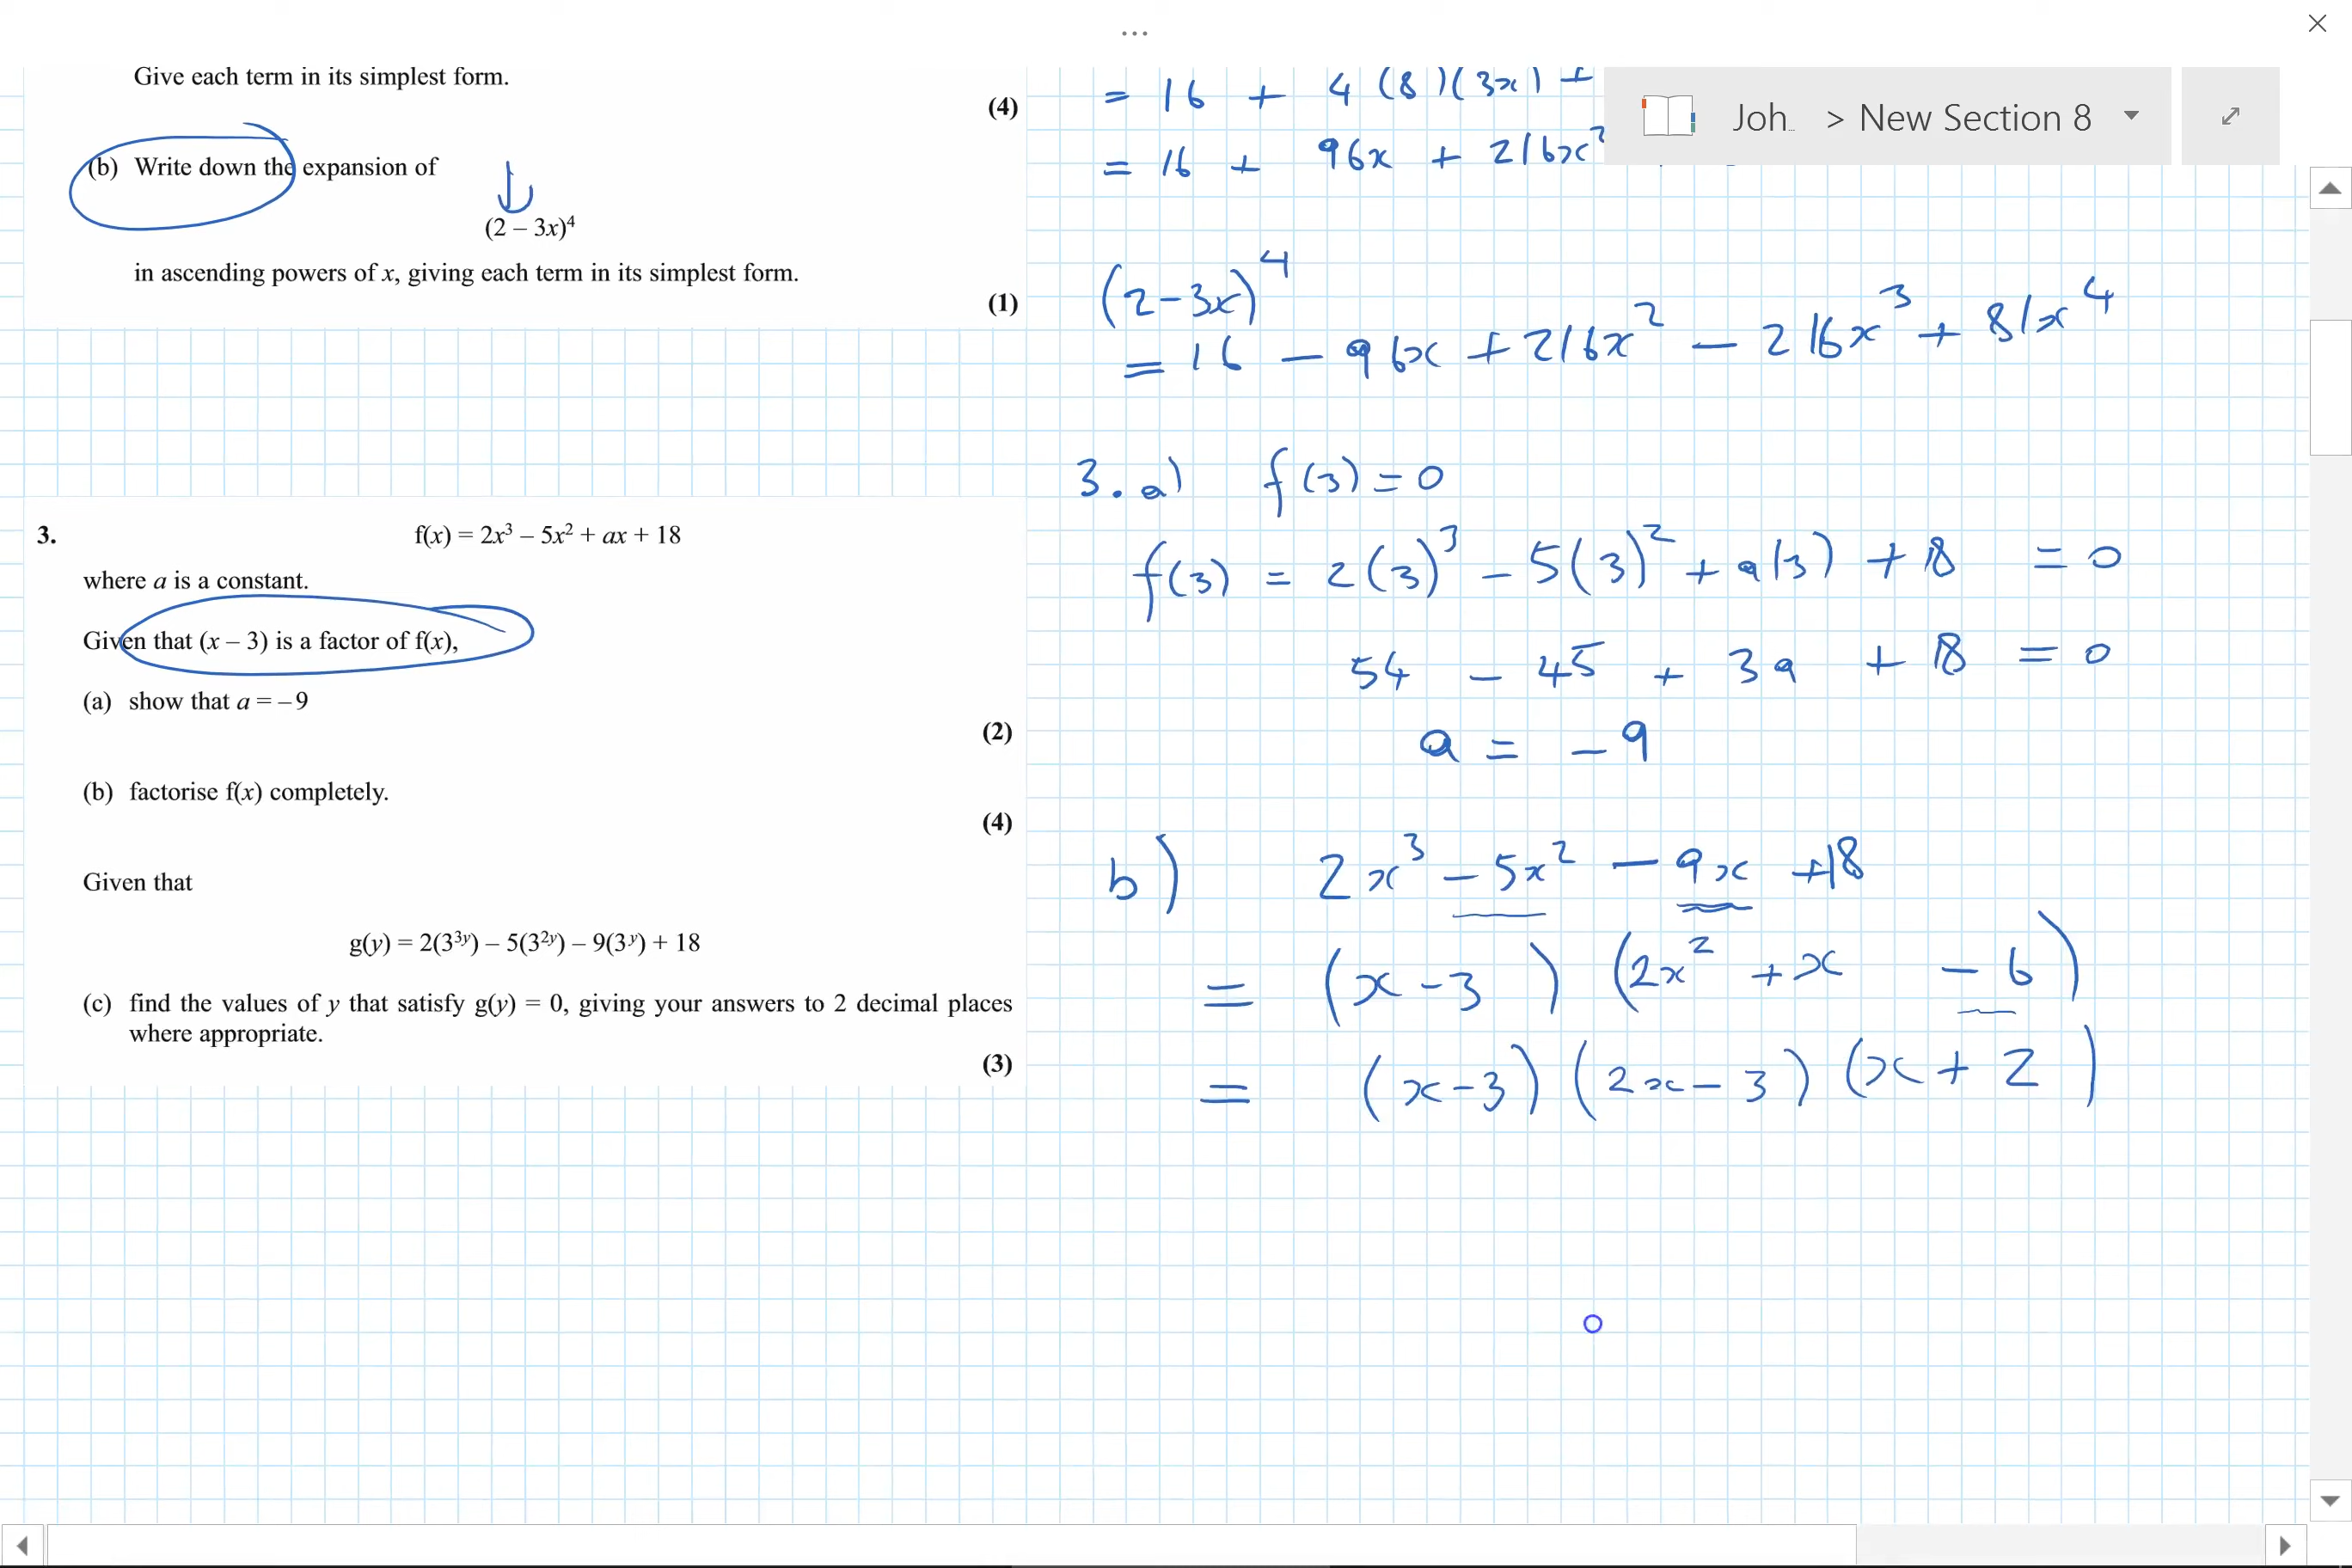 Give each term in its simplest form.
(4)
(b) Write down the expansion of
(2 – 3x)⁴
in ascending powers of x, giving each term in its simplest form.
(1)
3.
f(x) = 2x³ – 5x² + ax + 18
where a is a constant.
Given that (x – 3) is a factor of f(x),
(a) show that a = – 9
(2)
(b) factorise f(x) completely.
(4)
Given that
g(y) = 2(3³ʸ) – 5(3²ʸ) – 9(3ʸ) + 18
(c) find the values of y that satisfy g(y) = 0, giving your answers to 2 decimal places
where appropriate.
(3)
Joh... > New Section 8
= 16 + 4 (8)(3x) +
= 16 + 96x + 216x²
(2-3x)⁴
= 16 - 96x + 216x² - 216x³ + 81x⁴
3. a) f(3) = 0
f(3) = 2(3)³ - 5(3)² + a(3) + 18 = 0
54 - 45 + 3a + 18 = 0
a = - 9
b) 2x³ - 5x² - 9x + 18
= (x - 3) (2x² + x - 6)
= (x - 3) (2x - 3) (x + 2)